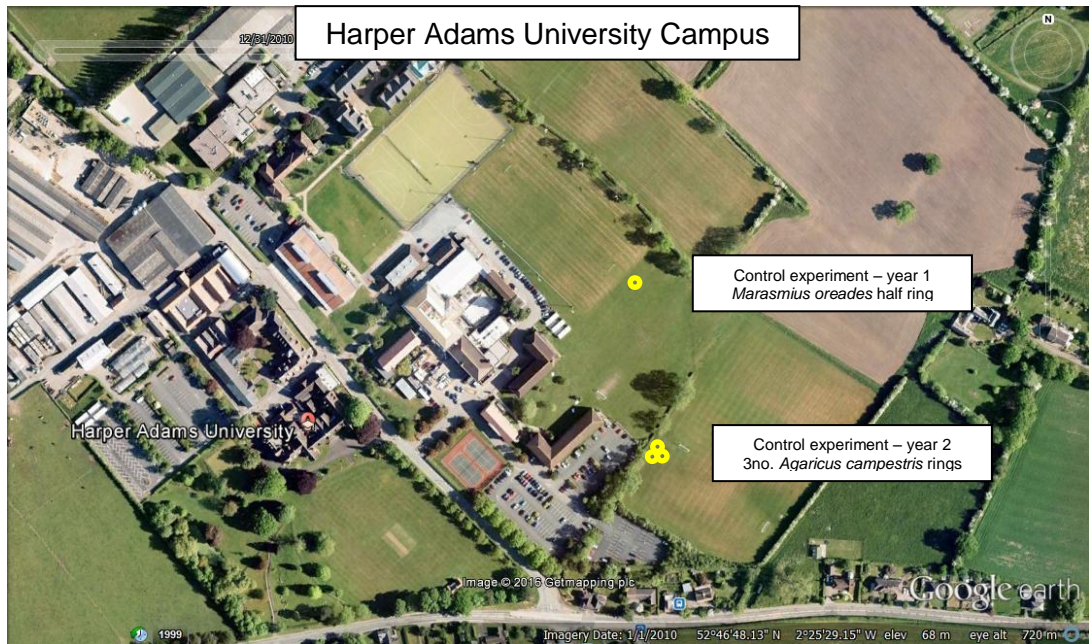 Harper Adams University Campus
12/31/2010
N
Control experiment – year 1
Marasmius oreades half ring
Control experiment – year 2
3no. Agaricus campestris rings
Harper Adams University
Image © 2016 Getmapping plc
Google earth
1999
Imagery Date: 1/1/2010 52°46'48.13" N 2°25'29.15" W elev 68 m eye alt 720 m